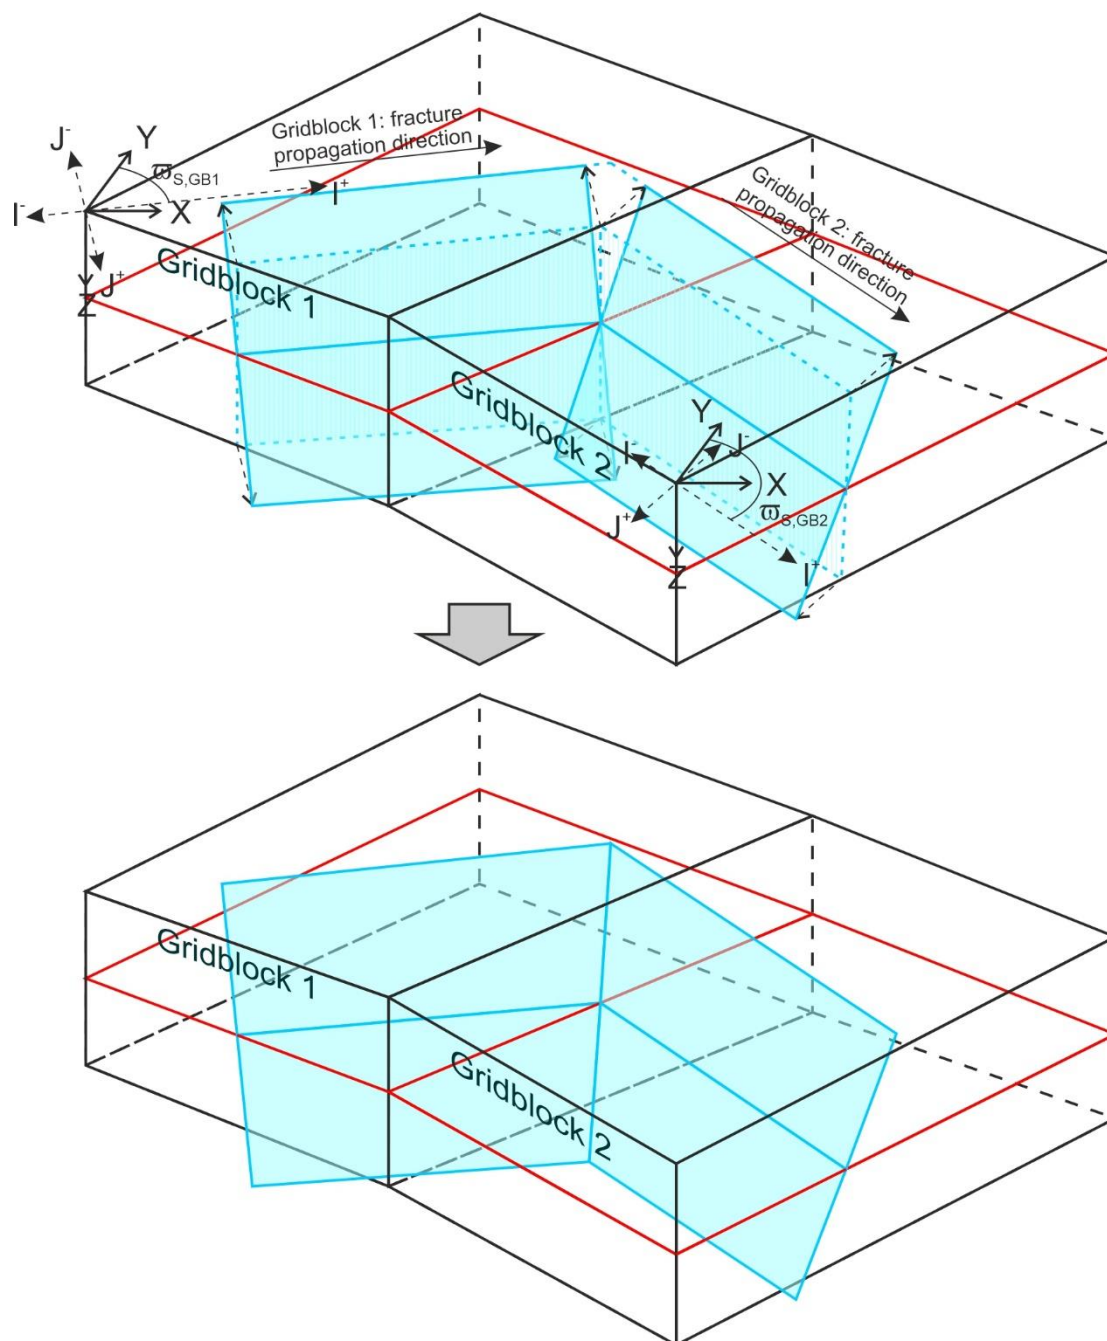 Gridblock 1: fracture
propagation direction
J⁻
Y
ϖS,GB1
I⁻
X
I⁺
J⁺
Z
Gridblock 1
Gridblock 2: fracture
propagation direction
Gridblock 2
Y
I⁻
J⁻
X
ϖS,GB2
J⁺
I⁺
Z
Gridblock 1
Gridblock 2